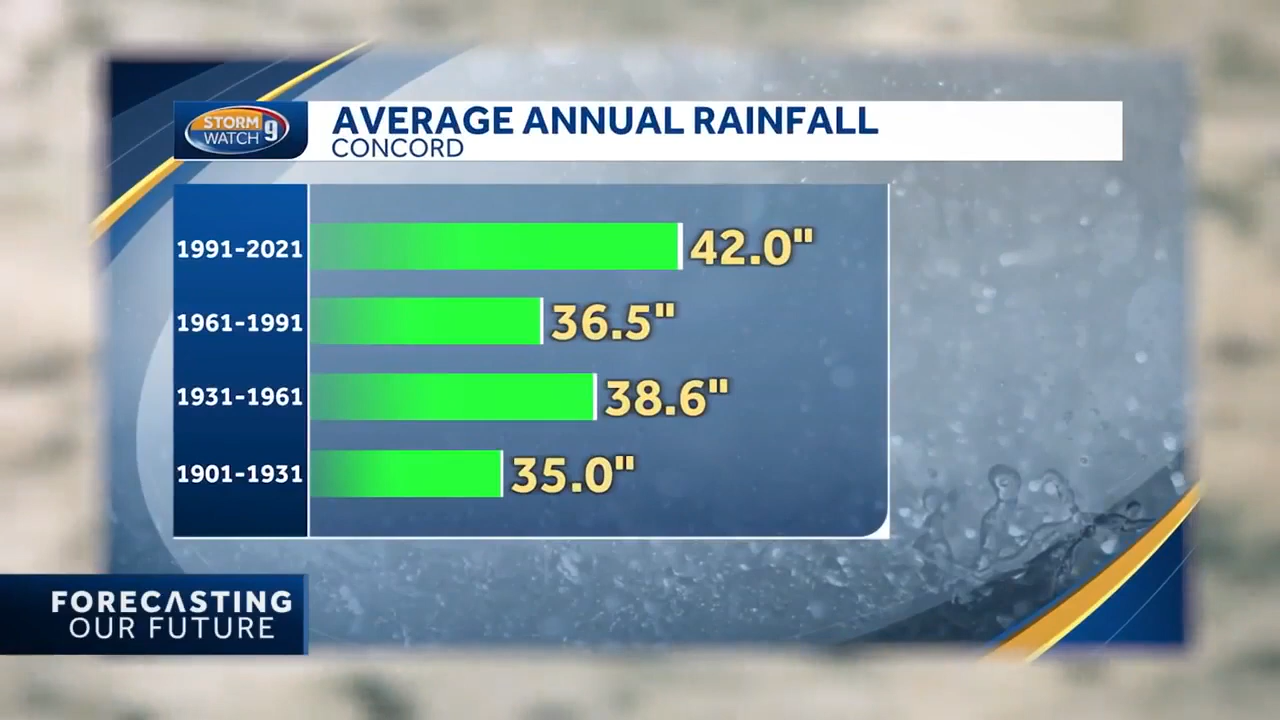 STORM
WATCH 9
AVERAGE ANNUAL RAINFALL
CONCORD
1991-2021 42.0"
1961-1991 36.5"
1931-1961 38.6"
1901-1931 35.0"
FORECASTING
OUR FUTURE